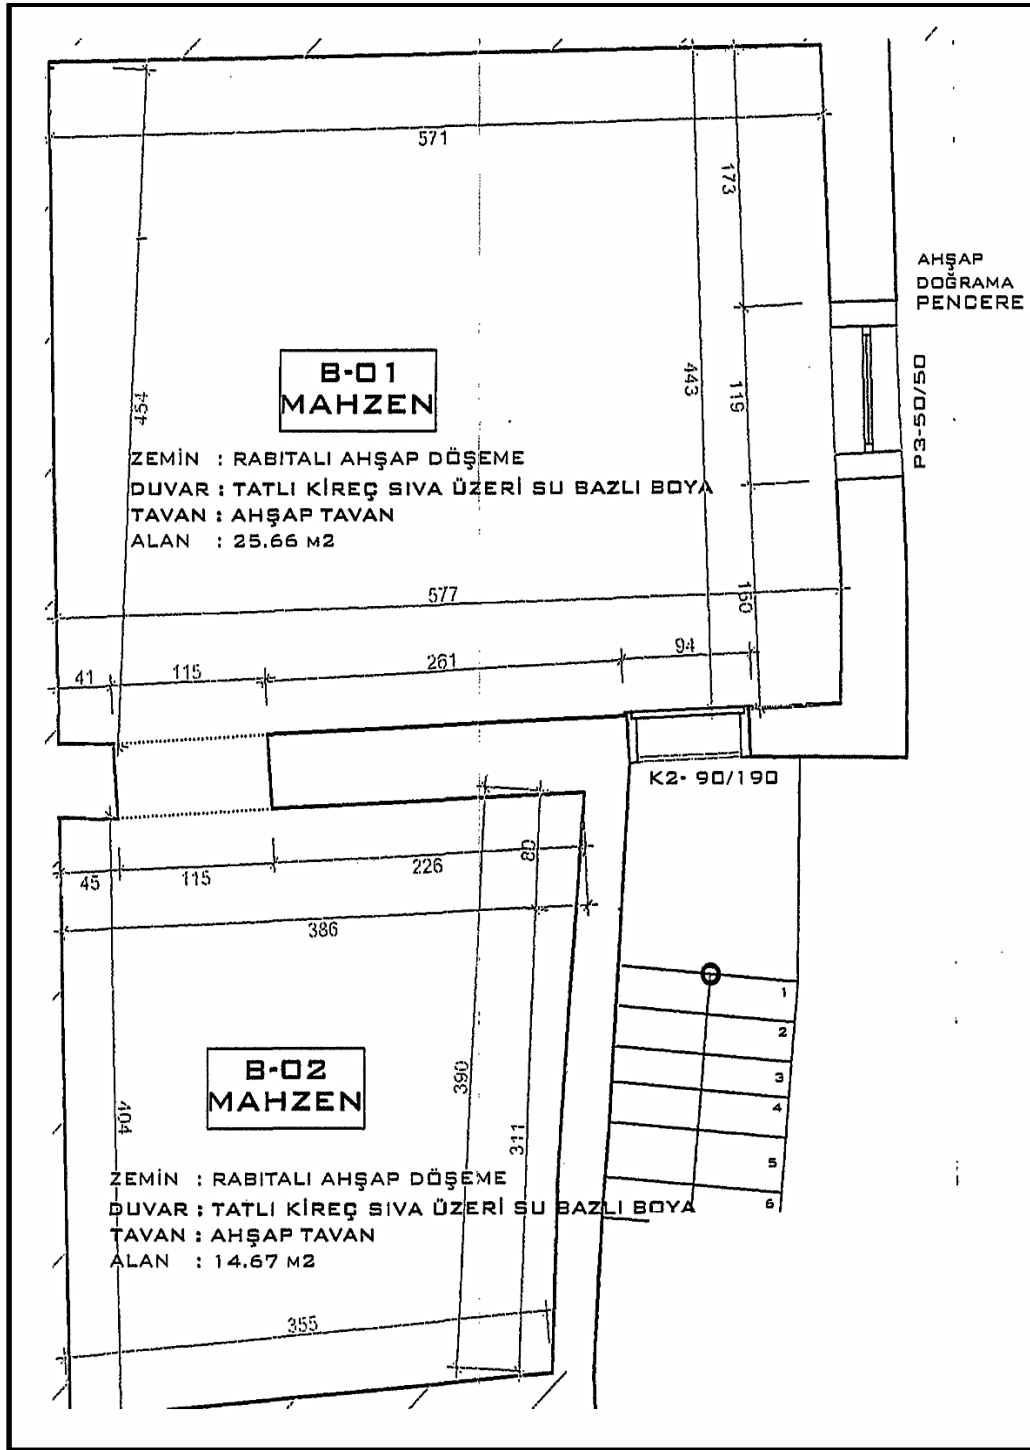 571
173
AHŞAP
DOĞRAMA
PENCERE
443
119
P3-50/50
454
B-01
MAHZEN
ZEMİN : RABITALI AHŞAP DÖŞEME
DUVAR : TATLI KİREÇ SIVA ÜZERİ SU BAZLI BOYA
TAVAN : AHŞAP TAVAN
ALAN : 25.66 M2
577
150
41
115
261
94
K2- 90/190
80
45
115
226
386
1
2
3
4
5
6
B-02
MAHZEN
390
404
311
ZEMİN : RABITALI AHŞAP DÖŞEME
DUVAR : TATLI KİREÇ SIVA ÜZERİ SU BAZLI BOYA
TAVAN : AHŞAP TAVAN
ALAN : 14.67 M2
355